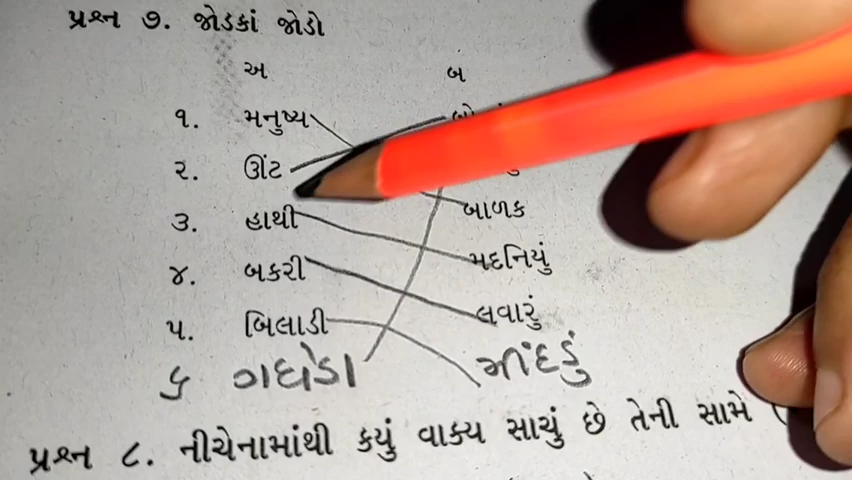 પ્રશ્ન ૭. જોડકાં જોડો
અ બ
૧. મનુષ્ય
૨. ઊંટ
૩. હાથી બાળક
૪. બકરી મદનિયું
૫. બિલાડી લવારું
૬ ગધેડા મીંદડું
પ્રશ્ન ૮. નીચેનામાંથી કયું વાક્ય સાચું છે તેની સામે (